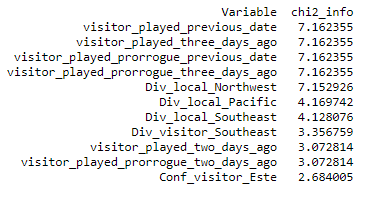 Variable chi2_info
visitor_played_previous_date 7.162355
visitor_played_three_days_ago 7.162355
visitor_played_prorrogue_previous_date 7.162355
visitor_played_prorrogue_three_days_ago 7.162355
Div_local_Northwest 7.152926
Div_local_Pacific 4.169742
Div_local_Southeast 4.128076
Div_visitor_Southeast 3.356759
visitor_played_two_days_ago 3.072814
visitor_played_prorrogue_two_days_ago 3.072814
Conf_visitor_Este 2.684005